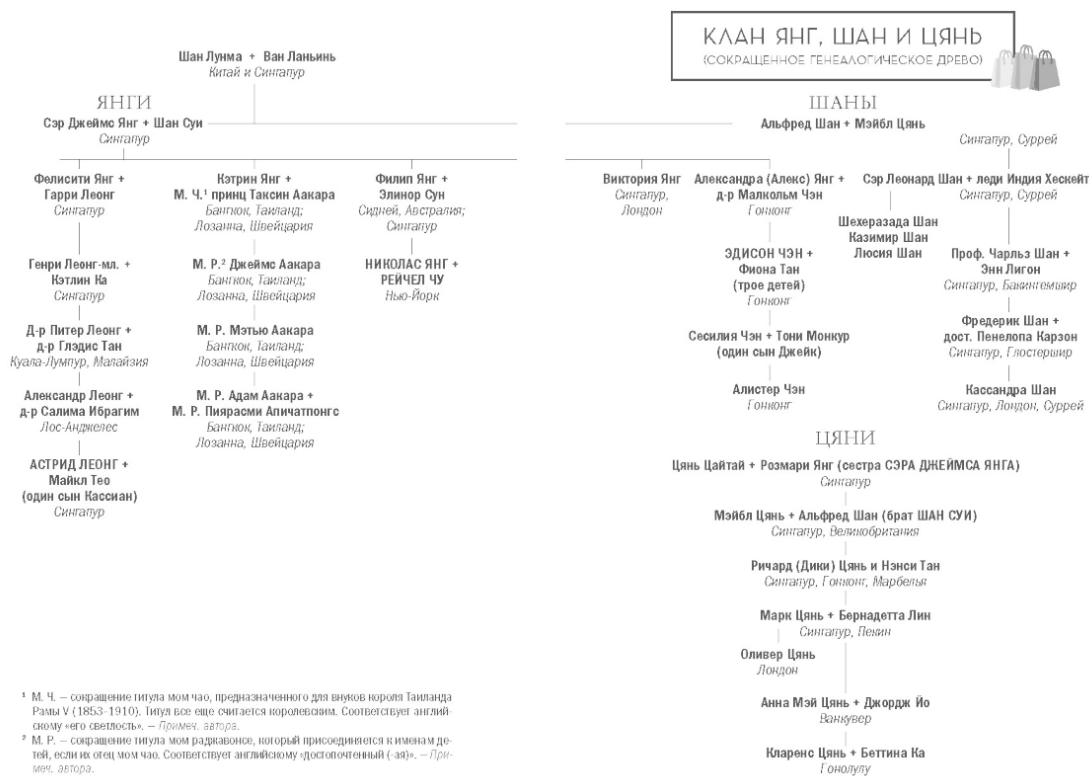 КЛАН ЯНГ, ШАН И ЦЯНЬ
(СОКРАЩЕННОЕ ГЕНЕАЛОГИЧЕСКОЕ ДРЕВО)
Шан Лунма + Ван Ланьинь
Китай и Сингапур
ЯНГИ
Сэр Джеймс Янг + Шан Суи
Сингапур
Фелисити Янг +
Гарри Леонг
Сингапур
Генри Леонг-мл. +
Кэтлин Ка
Сингапур
Д-р Питер Леонг +
д-р Глэдис Тан
Куала-Лумпур, Малайзия
Александр Леонг +
д-р Салима Ибрагим
Лос-Анджелес
АСТРИД ЛЕОНГ +
Майкл Тео
(один сын Кассиан)
Сингапур
Кэтрин Янг +
М. Ч.¹ принц Таксин Аакара
Бангкок, Таиланд;
Лозанна, Швейцария
М. Р.² Джеймс Аакара
Бангкок, Таиланд;
Лозанна, Швейцария
М. Р. Мэтью Аакара
Бангкок, Таиланд;
Лозанна, Швейцария
М. Р. Адам Аакара +
М. Р. Пиярасми Апичатпонгс
Бангкок, Таиланд;
Лозанна, Швейцария
Филип Янг +
Элинор Сун
Сидней, Австралия;
Сингапур
НИКОЛАС ЯНГ +
РЕЙЧЕЛ ЧУ
Нью-Йорк
Виктория Янг
Сингапур,
Лондон
Александра (Алекс) Янг +
д-р Малкольм Чэн
Гонконг
ЭДИСОН ЧЭН +
Фиона Тан
(трое детей)
Гонконг
Сесилия Чэн + Тони Монкур
(один сын Джейк)
Алистер Чэн
Гонконг
ШАНЫ
Альфред Шан + Мэйбл Цянь
Сингапур, Суррей
Сэр Леонард Шан + леди Индия Хескейт
Сингапур, Суррей
Шехеразада Шан
Казимир Шан
Люсия Шан
Проф. Чарльз Шан +
Энн Лигон
Сингапур, Бакингемшир
Фредерик Шан +
дост. Пенелопа Карзон
Сингапур, Глостершир
Кассандра Шан
Сингапур, Лондон, Суррей
ЦЯНИ
Цянь Цайтай + Розмари Янг (сестра СЭРА ДЖЕЙМСА ЯНГА)
Сингапур
Мэйбл Цянь + Альфред Шан (брат ШАН СУИ)
Сингапур, Великобритания
Ричард (Дики) Цянь и Нэнси Тан
Сингапур, Гонконг, Марбелья
Марк Цянь + Бернадетта Лин
Сингапур, Пекин
Оливер Цянь
Лондон
Анна Мэй Цянь + Джордж Йо
Ванкувер
Кларенс Цянь + Беттина Ка
Гонолулу
¹ М. Ч. — сокращение титула мом чао, предназначенного для внуков короля Таиланда
Рамы V (1853–1910). Титул все еще считается королевским. Соответствует англий-
скому «его светлость». — Примеч. автора.
² М. Р. — сокращение титула мом раджавонсе, который присоединяется к именам де-
тей, если их отец мом чао. Соответствует английскому «достопочтенный (-ая)». — При-
меч. автора.